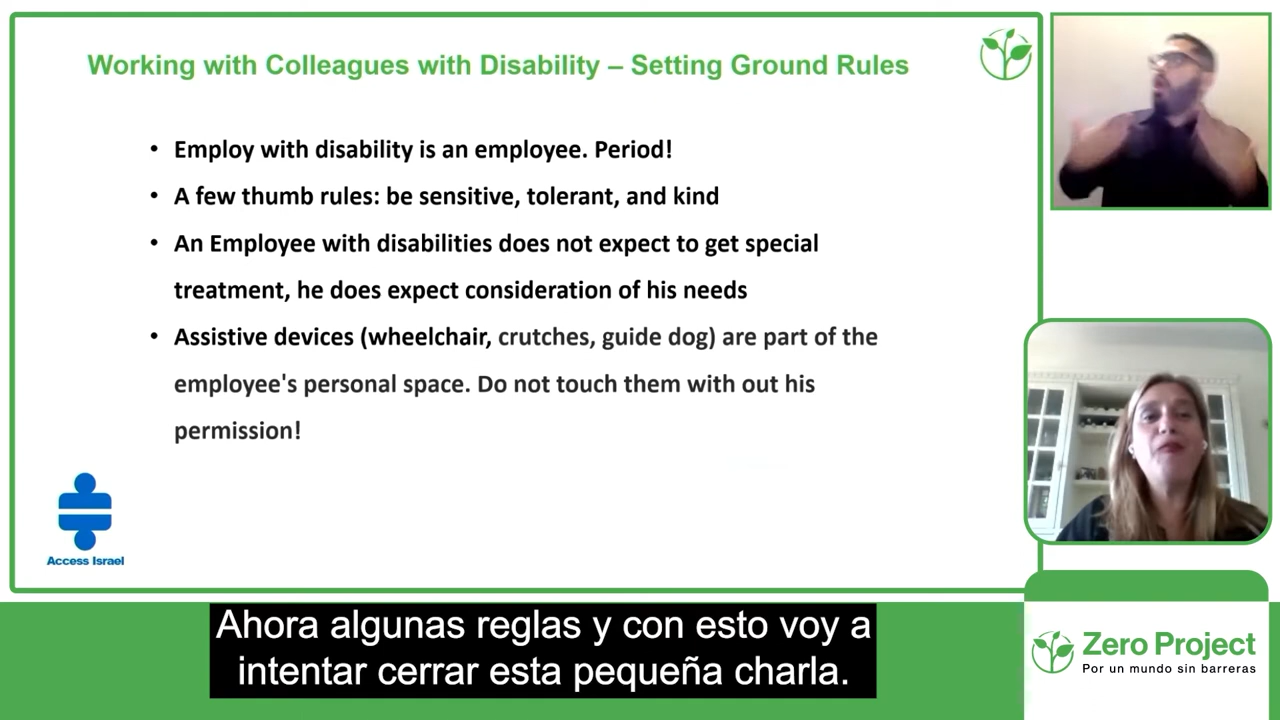 Working with Colleagues with Disability – Setting Ground Rules
• Employ with disability is an employee. Period!
• A few thumb rules: be sensitive, tolerant, and kind
• An Employee with disabilities does not expect to get special
treatment, he does expect consideration of his needs
• Assistive devices (wheelchair, crutches, guide dog) are part of the
employee's personal space. Do not touch them with out his
permission!
Access Israel
Ahora algunas reglas y con esto voy a
intentar cerrar esta pequeña charla.
Zero Project
Por un mundo sin barreras